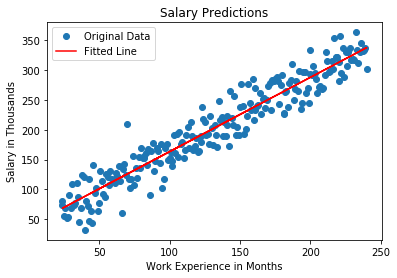 Salary Predictions
Original Data
Fitted Line
350
300
250
200
150
100
50
Salary in Thousands
50 100 150 200 250
Work Experience in Months